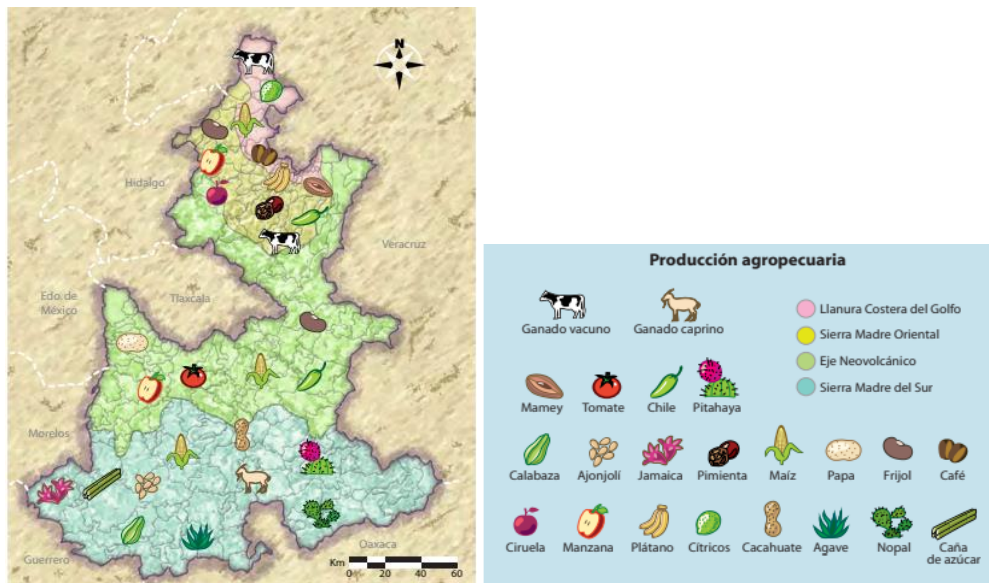 N
Hidalgo
Veracruz
Edo. de
México
Tlaxcala
Morelos
Guerrero
Oaxaca
Km
0 20 40 60
Producción agropecuaria
Ganado vacuno
Ganado caprino
Llanura Costera del Golfo
Sierra Madre Oriental
Eje Neovolcánico
Sierra Madre del Sur
Mamey
Tomate
Chile
Pitahaya
Calabaza
Ajonjolí
Jamaica
Pimienta
Maíz
Papa
Frijol
Café
Ciruela
Manzana
Plátano
Cítricos
Cacahuate
Agave
Nopal
Caña
de azúcar